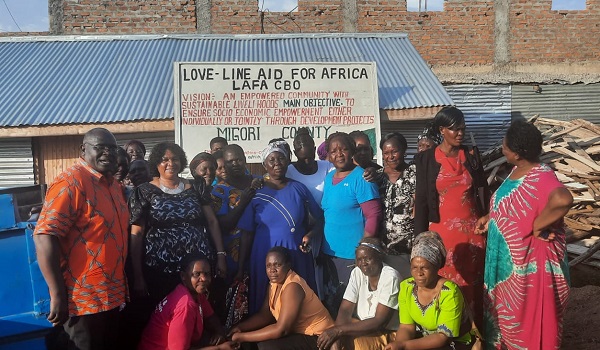 LOVE-LINE AID FOR AFRICA
LAFA CBO
VISION: AN EMPOWERED COMMUNITY WITH
SUSTAINABLE LIVELIHOODS MAIN OBJECTIVE. TO
ENSURE SOCIO ECONOMIC EMPOWERMENT EITHER
INDIVIDUALLY OR JOINTLY THROUGH DEVELOPMENT PROJECTS
MIGORI COUNTY